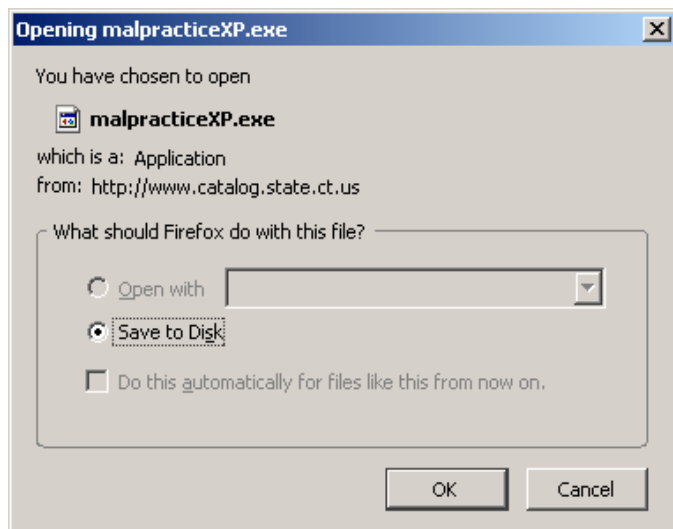 Opening malpracticeXP.exe
You have chosen to open
malpracticeXP.exe
which is a: Application
from: http://www.catalog.state.ct.us
What should Firefox do with this file?
Open with
Save to Disk
Do this automatically for files like this from now on.
OK Cancel